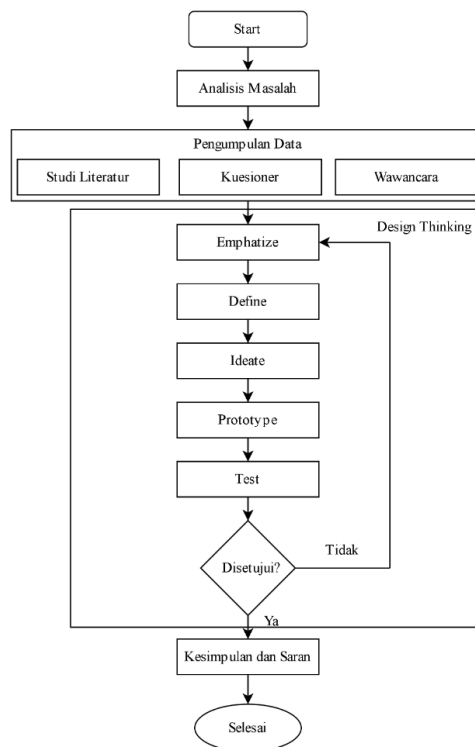 Start
Analisis Masalah
Pengumpulan Data
Studi Literatur
Kuesioner
Wawancara
Design Thinking
Emphatize
Define
Ideate
Prototype
Test
Disetujui?
Tidak
Ya
Kesimpulan dan Saran
Selesai